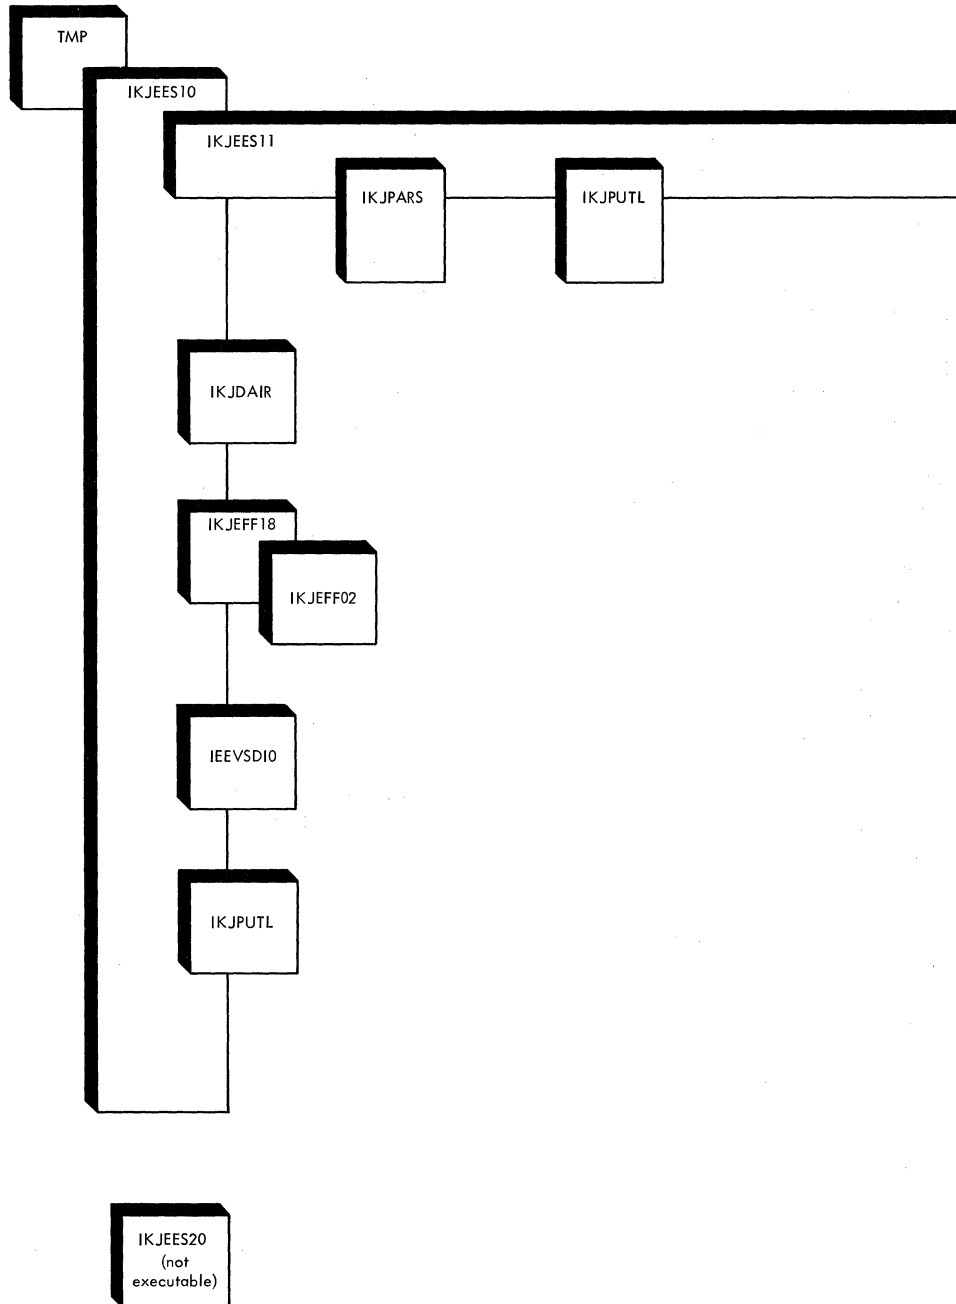 TMP
IKJEES10
IKJEES11
IKJPARS
IKJPUTL
IKJDAIR
IKJEFF18
IKJEFF02
IEEVSDI0
IKJPUTL
IKJEES20
(not
executable)